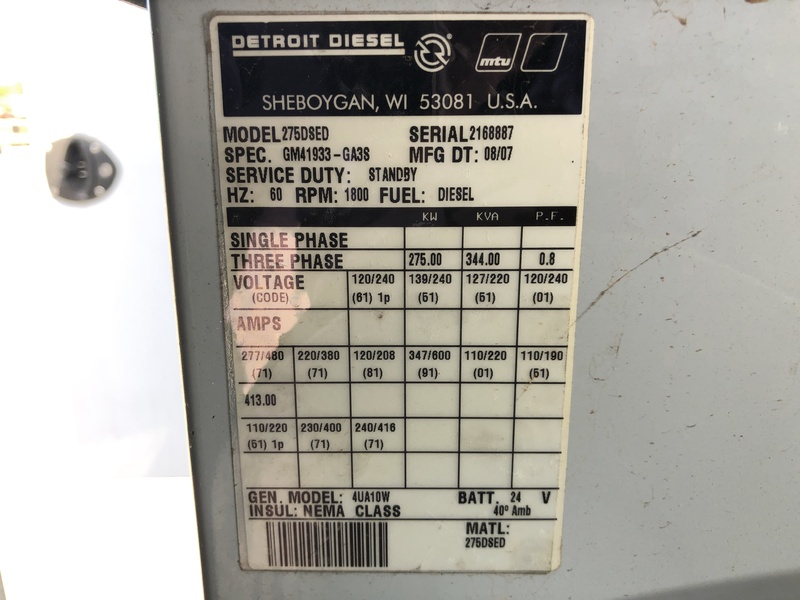 DETROIT DIESEL ® mtu
SHEBOYGAN, WI 53081 U.S.A.
MODEL 275DSED SERIAL 2168887
SPEC. GM41933-GA3S MFG DT: 08/07
SERVICE DUTY: STANDBY
HZ: 60 RPM: 1800 FUEL: DIESEL
KW KVA P.F.
SINGLE PHASE
THREE PHASE 275.00 344.00 0.8
VOLTAGE 120/240 139/240 127/220 120/240
(CODE) (61) 1p (51) (51) (01)
AMPS
277/480 220/380 120/208 347/600 110/220 110/190
(71) (71) (81) (91) (01) (51)
413.00
110/220 230/400 240/416
(51) 1p (71) (71)
GEN. MODEL: 4UA10W BATT. 24 V
INSUL: NEMA CLASS 40º Amb
MATL:
275DSED